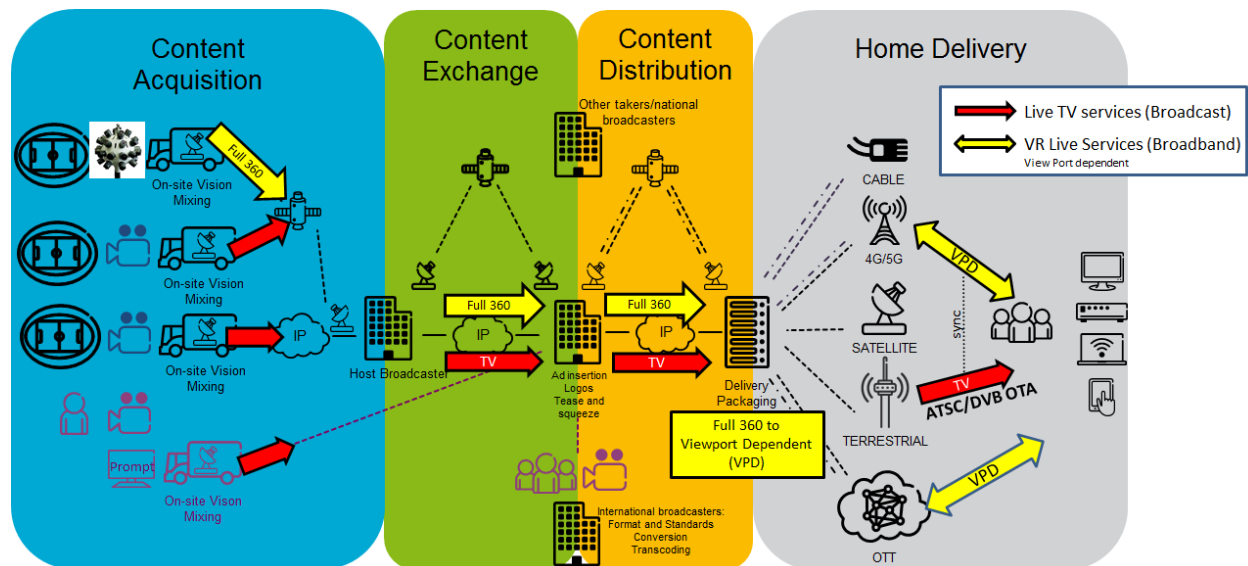 Content
Acquisition
Content
Exchange
Content
Distribution
Home Delivery
Live TV services (Broadcast)
VR Live Services (Broadband)
View Port dependent
Other takers/national
broadcasters
Full 360
On-site Vision
Mixing
On-site Vision
Mixing
On-site Vision
Mixing
IP
Host Broadcaster
Full 360
IP
TV
Ad insertion
Logos
Tease and
squeeze
Full 360
IP
TV
Delivery
Packaging
Full 360 to
Viewport Dependent
(VPD)
CABLE
4G/5G
SATELLITE
TERRESTRIAL
OTT
VPD
sync
TV
ATSC/DVB OTA
VPD
Prompt
On-site Vison
Mixing
International broadcasters:
Format and Standards
Conversion
Transcoding